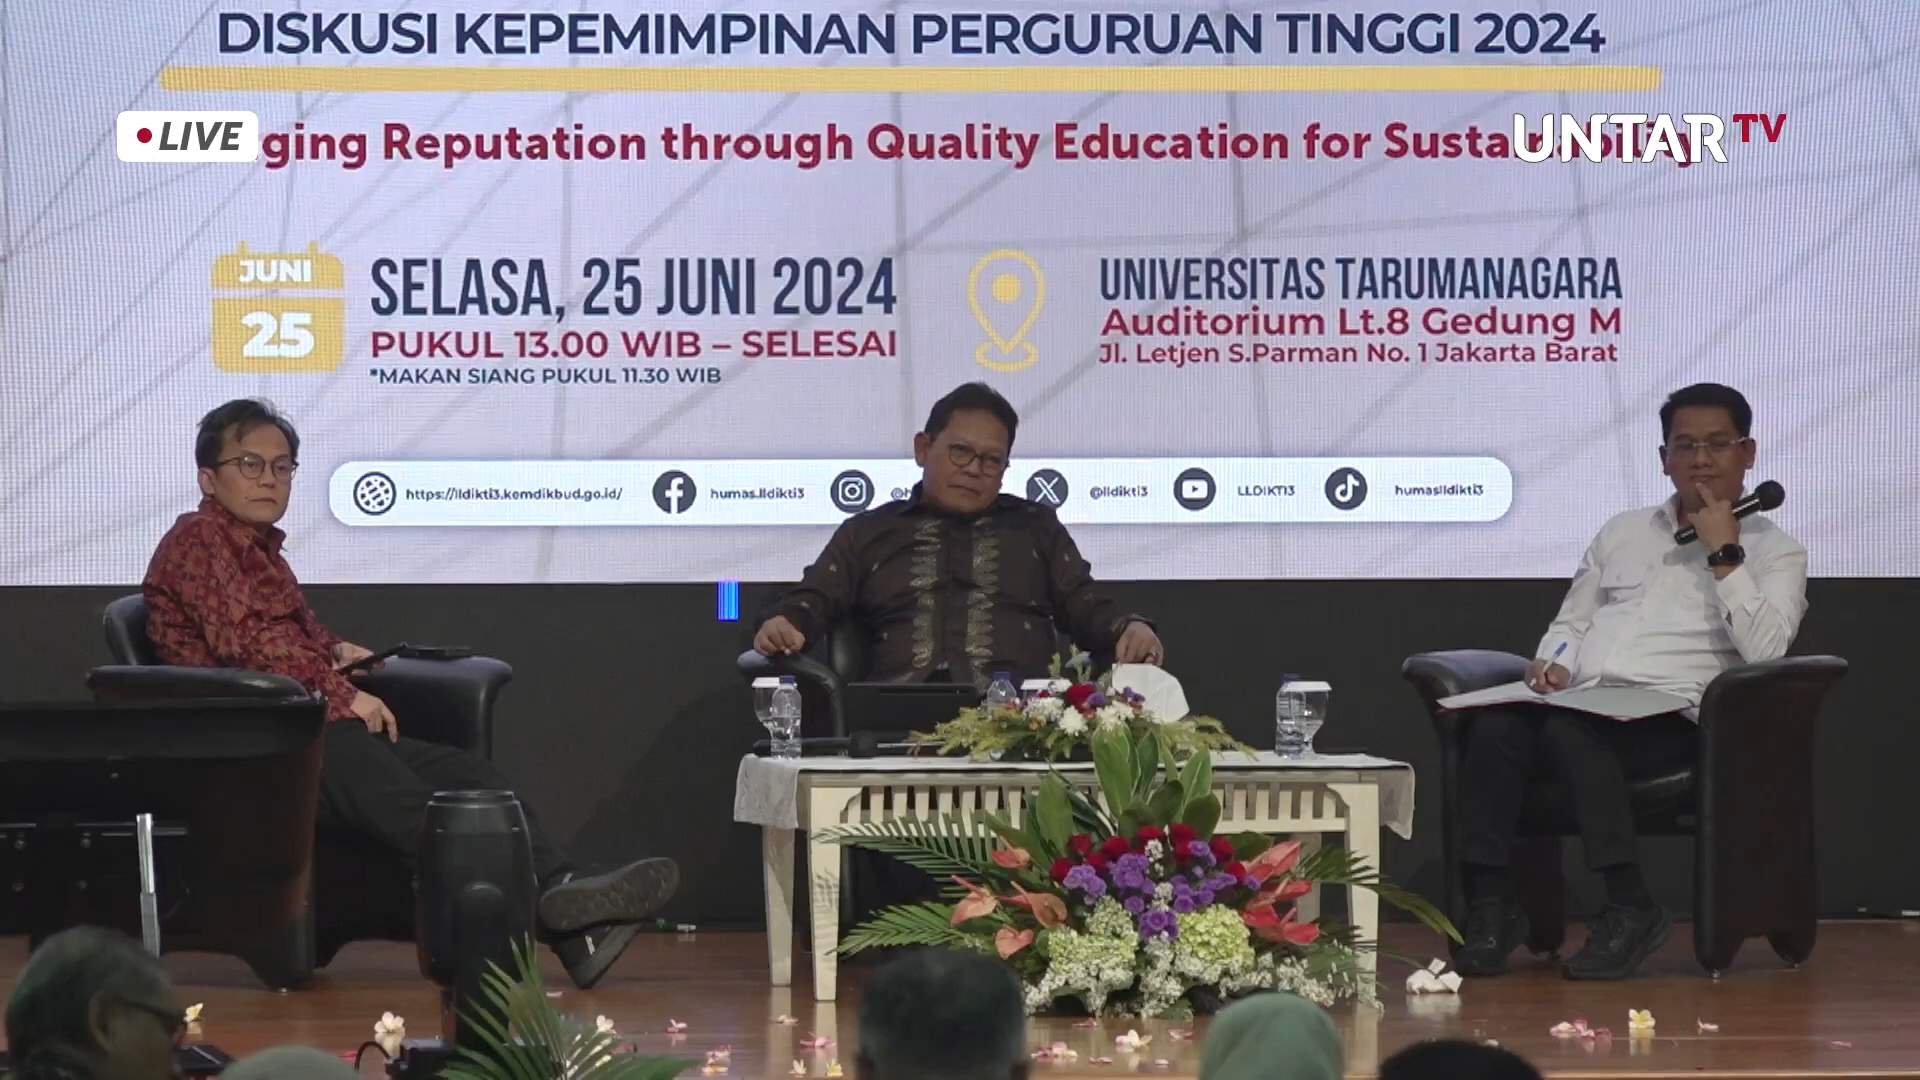 DISKUSI KEPEMIMPINAN PERGURUAN TINGGI 2024
LIVE
ging Reputation through Quality Education for Sustainability
UNTAR TV
JUNI
25
SELASA, 25 JUNI 2024
PUKUL 13.00 WIB – SELESAI
*MAKAN SIANG PUKUL 11.30 WIB
UNIVERSITAS TARUMANAGARA
Auditorium Lt.8 Gedung M
Jl. Letjen S.Parman No. 1 Jakarta Barat
https://lldikti3.kemdikbud.go.id/
humas.lldikti3
@lldikti3
LLDIKTI3
humaslldikti3